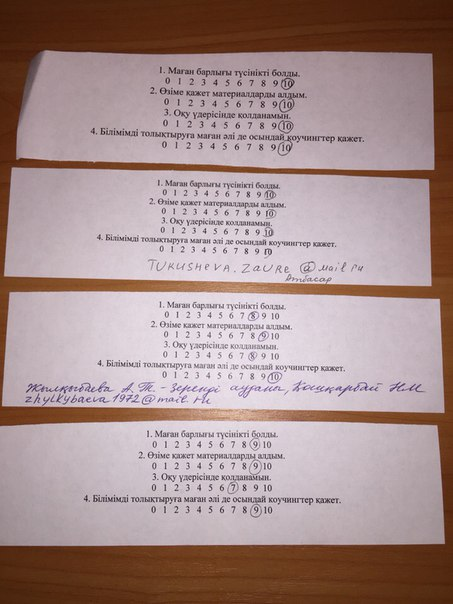 1. Маған барлығы түсінікті болды.
0 1 2 3 4 5 6 7 8 9 10
2. Өзіме қажет материалдарды алдым.
0 1 2 3 4 5 6 7 8 9 10
3. Оқу үдерісінде қолданамын.
0 1 2 3 4 5 6 7 8 9 10
4. Білімімді толықтыруға маған әлі де осындай коучингтер қажет.
0 1 2 3 4 5 6 7 8 9 10
1. Маған барлығы түсінікті болды.
0 1 2 3 4 5 6 7 8 9 10
2. Өзіме қажет материалдарды алдым.
0 1 2 3 4 5 6 7 8 9 10
3. Оқу үдерісінде қолданамын.
0 1 2 3 4 5 6 7 8 9 10
4. Білімімді толықтыруға маған әлі де осындай коучингтер қажет.
0 1 2 3 4 5 6 7 8 9 10
TUKUSHEVA.ZAURE @mail ru
Атбасар
1. Маған барлығы түсінікті болды.
0 1 2 3 4 5 6 7 8 9 10
2. Өзіме қажет материалдарды алдым.
0 1 2 3 4 5 6 7 8 9 10
3. Оқу үдерісінде қолданамын.
0 1 2 3 4 5 6 7 8 9 10
4. Білімімді толықтыруға маған әлі де осындай коучингтер қажет.
0 1 2 3 4 5 6 7 8 9 10
Жылқыбаева А.Т - Зеренді ауданы, Қошқарбай НМ
zhylkybaeva1972@mail.ru
1. Маған барлығы түсінікті болды.
0 1 2 3 4 5 6 7 8 9 10
2. Өзіме қажет материалдарды алдым.
0 1 2 3 4 5 6 7 8 9 10
3. Оқу үдерісінде қолданамын.
0 1 2 3 4 5 6 7 8 9 10
4. Білімімді толықтыруға маған әлі де осындай коучингтер қажет.
0 1 2 3 4 5 6 7 8 9 10